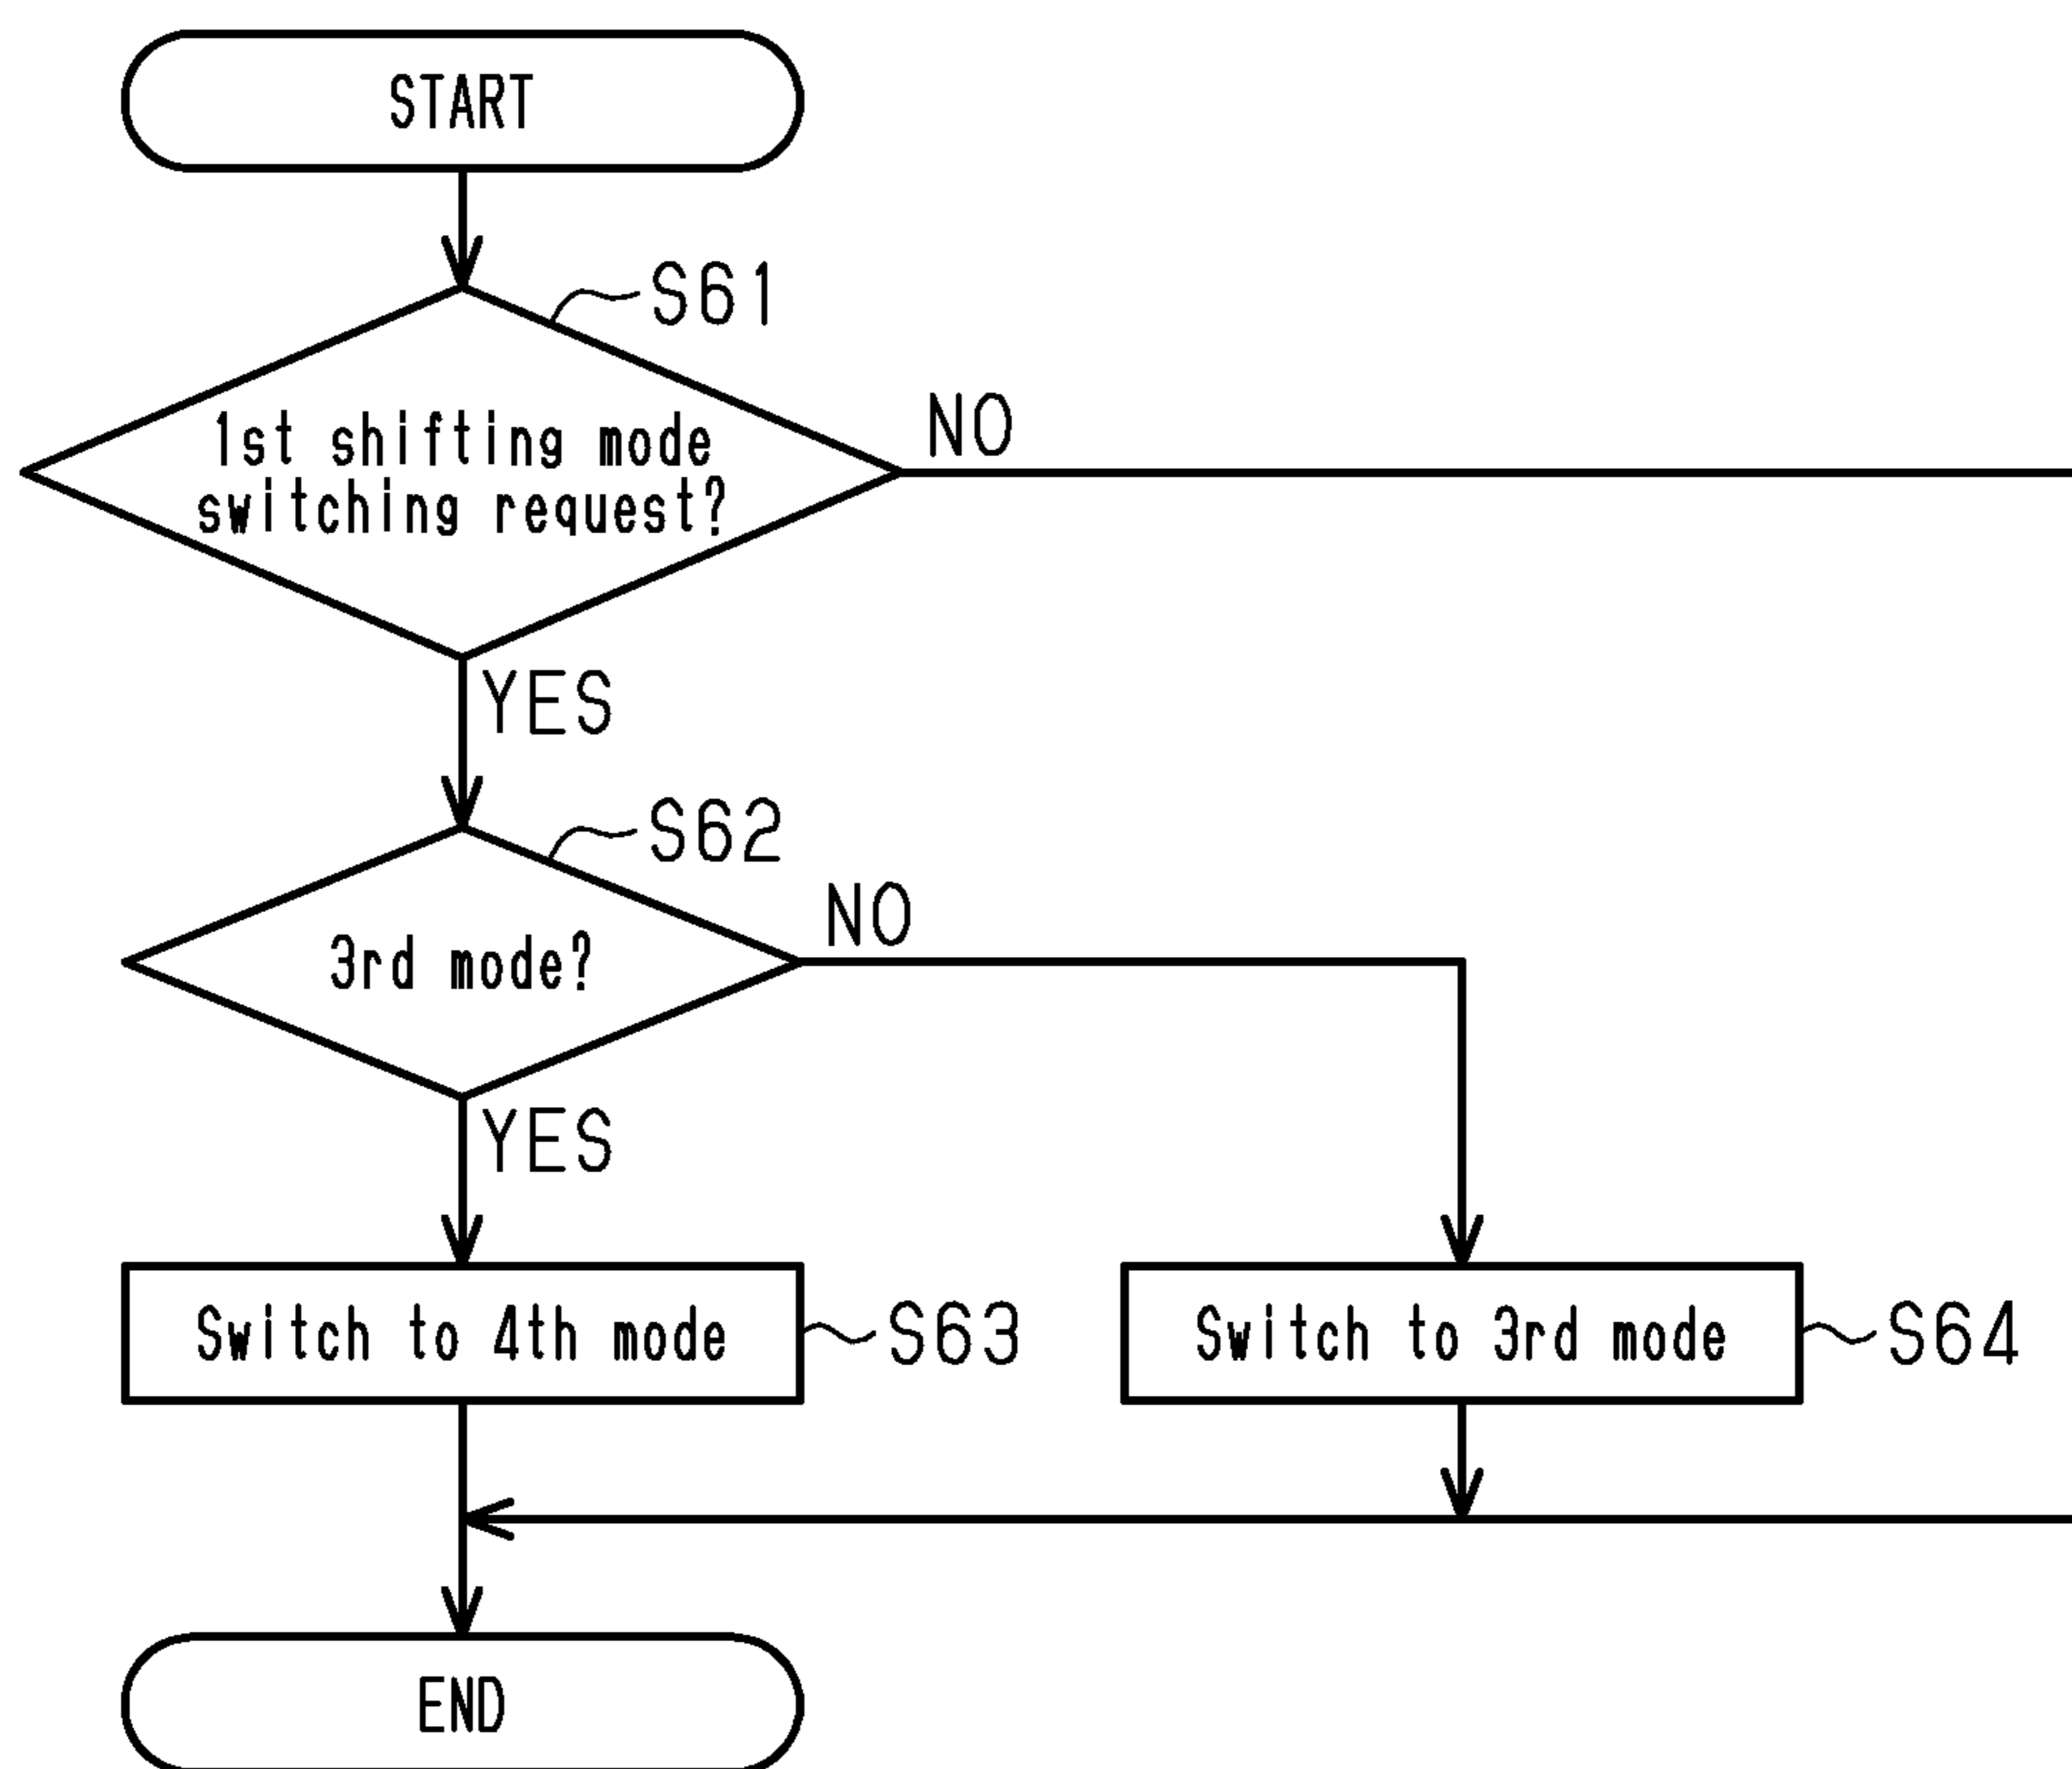 START
S61
1st shifting mode
switching request?
NO
YES
S62
3rd mode?
NO
YES
Switch to 4th mode
S63
Switch to 3rd mode
S64
END